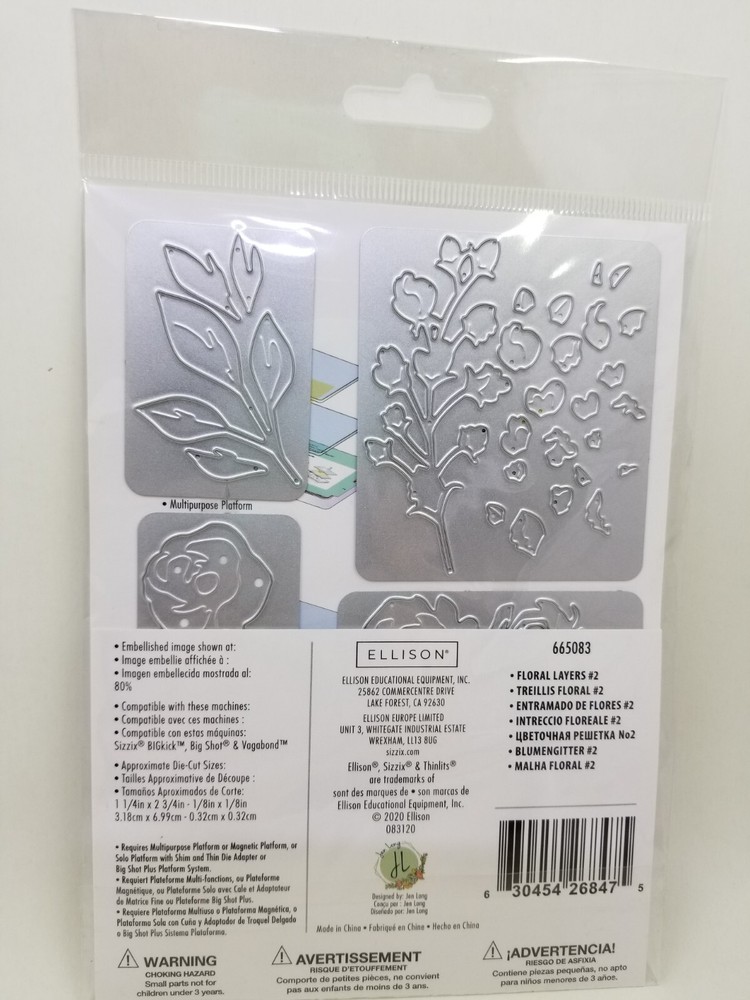 • Multipurpose Platform
• Embellished image shown at:
• Image embellie affichée à :
• Imagen embellecida mostrada al:
80%
• Compatible with these machines:
• Compatible avec ces machines :
• Compatible con estas máquinas:
Sizzix® BIGkick™, Big Shot® & Vagabond™
• Approximate Die-Cut Sizes:
• Tailles Approximative de Découpe :
• Tamaños Aproximados de Corte:
1 1/4in x 2 3/4in - 1/8in x 1/8in
3.18cm x 6.99cm - 0.32cm x 0.32cm
• Requires Multipurpose Platform or Magnetic Platform, or
Solo Platform with Shim and Thin Die Adapter or
Big Shot Plus Platform System.
• Requiert Plateforme Multi-fonctions, ou Plateforme
Magnétique, ou Plateforme Solo avec Cale et Adaptateur
de Matrice Fine ou Plateforme Big Shot Plus.
• Requiere Plataforma Multiuso o Plataforma Magnética, o
Plataforma Solo con Cuña y Adaptador de Troquel Delgado
o Big Shot Plus Sistema Plataforma.
ELLISON®
ELLISON EDUCATIONAL EQUIPMENT, INC.
25862 COMMERCENTRE DRIVE
LAKE FOREST, CA 92630
ELLISON EUROPE LIMITED
UNIT 3, WHITEGATE INDUSTRIAL ESTATE
WREXHAM, LL13 8UG
sizzix.com
Ellison®, Sizzix® & Thinlits®
are trademarks of
sont des marques de • son marcas de
Ellison Educational Equipment, Inc.
© 2020 Ellison
083120
Jen Long
JL
Designed by: Jen Long
Conçu par : Jen Long
Diseñado por: Jen Long
Made in China • Fabriqué en China • Hecho en China
665083
• FLORAL LAYERS #2
• TREILLIS FLORAL #2
• ENTRAMADO DE FLORES #2
• INTRECCIO FLOREALE #2
• ЦВЕТОЧНАЯ РЕШЕТКА No2
• BLUMENGITTER #2
• MALHA FLORAL #2
6 30454 26847 5
WARNING
CHOKING HAZARD
Small parts not for
children under 3 years.
AVERTISSEMENT
RISQUE D'ETOUFFEMENT
Comporte de petites pièces, ne convient
pas aux enfants de moins de 3 ans.
¡ADVERTENCIA!
RIESGO DE ASFIXIA
Contiene piezas pequeñas, no apto
para niños menores de 3 años.